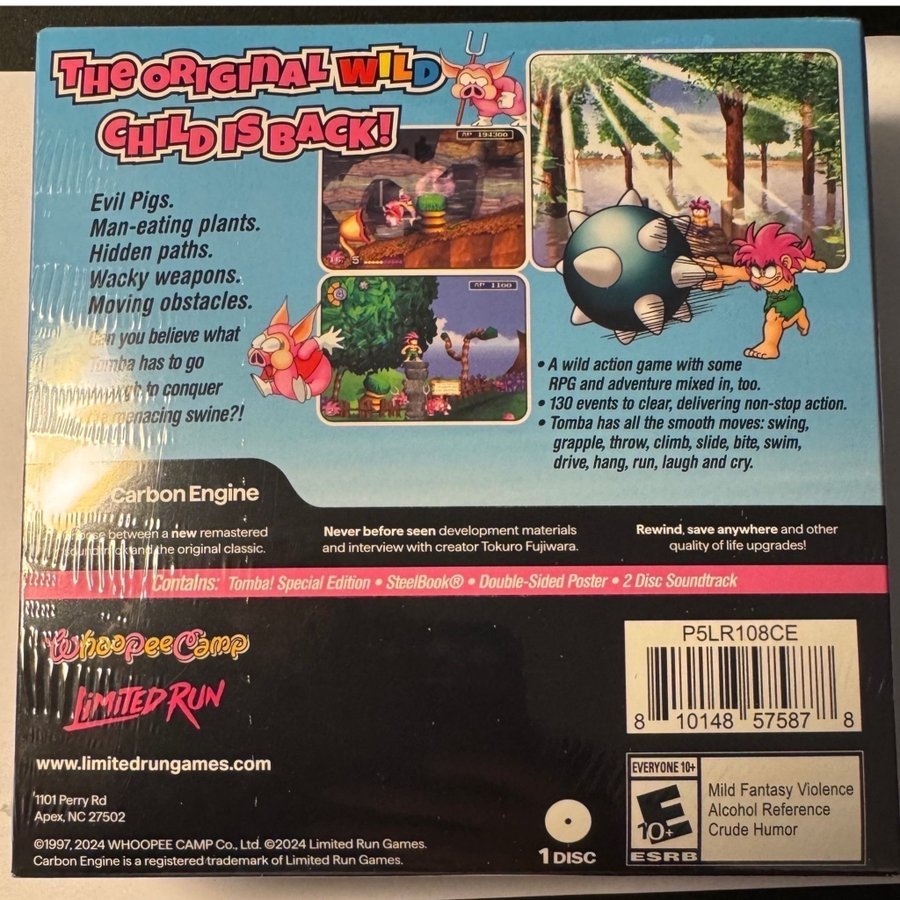 THE ORIGINAL WILD
CHILD IS BACK!
Evil Pigs.
Man-eating plants.
Hidden paths.
Wacky weapons.
Moving obstacles.
Can you believe what
Tomba has to go
to conquer
menacing swine?!
AP 194300
AP 1100
• A wild action game with some
RPG and adventure mixed in, too.
• 130 events to clear, delivering non-stop action.
• Tomba has all the smooth moves: swing,
grapple, throw, climb, slide, bite, swim,
drive, hang, run, laugh and cry.
Carbon Engine
Choose between a new remastered
soundtrack and the original classic.
Never before seen development materials
and interview with creator Tokuro Fujiwara.
Rewind, save anywhere and other
quality of life upgrades!
Contains: Tomba! Special Edition • SteelBook® • Double-Sided Poster • 2 Disc Soundtrack
WhoopeeCamp
LIMITED RUN
www.limitedrungames.com
1101 Perry Rd
Apex, NC 27502
©1997, 2024 WHOOPEE CAMP Co., Ltd. ©2024 Limited Run Games.
Carbon Engine is a registered trademark of Limited Run Games.
1 DISC
P5LR108CE
8 10148 57587 8
EVERYONE 10+
E
10+
ESRB
Mild Fantasy Violence
Alcohol Reference
Crude Humor